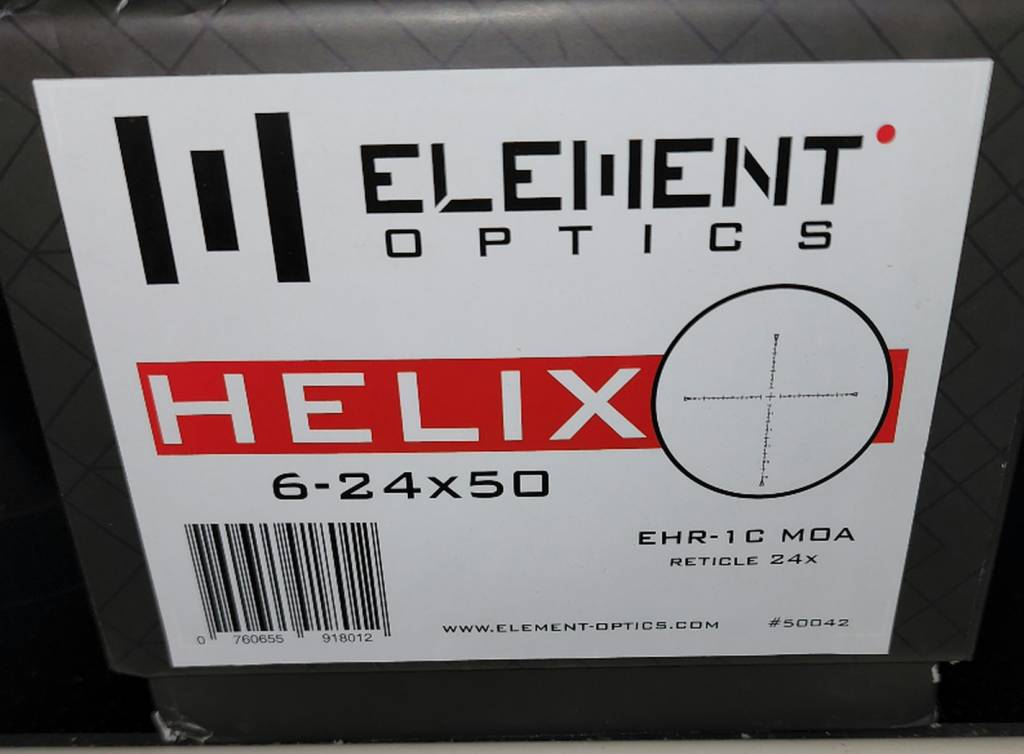 ELEMENT
OPTICS
HELIX
6-24x50
EHR-1C MOA
RETICLE 24X
0 760655 918012
WWW.ELEMENT-OPTICS.COM #50042